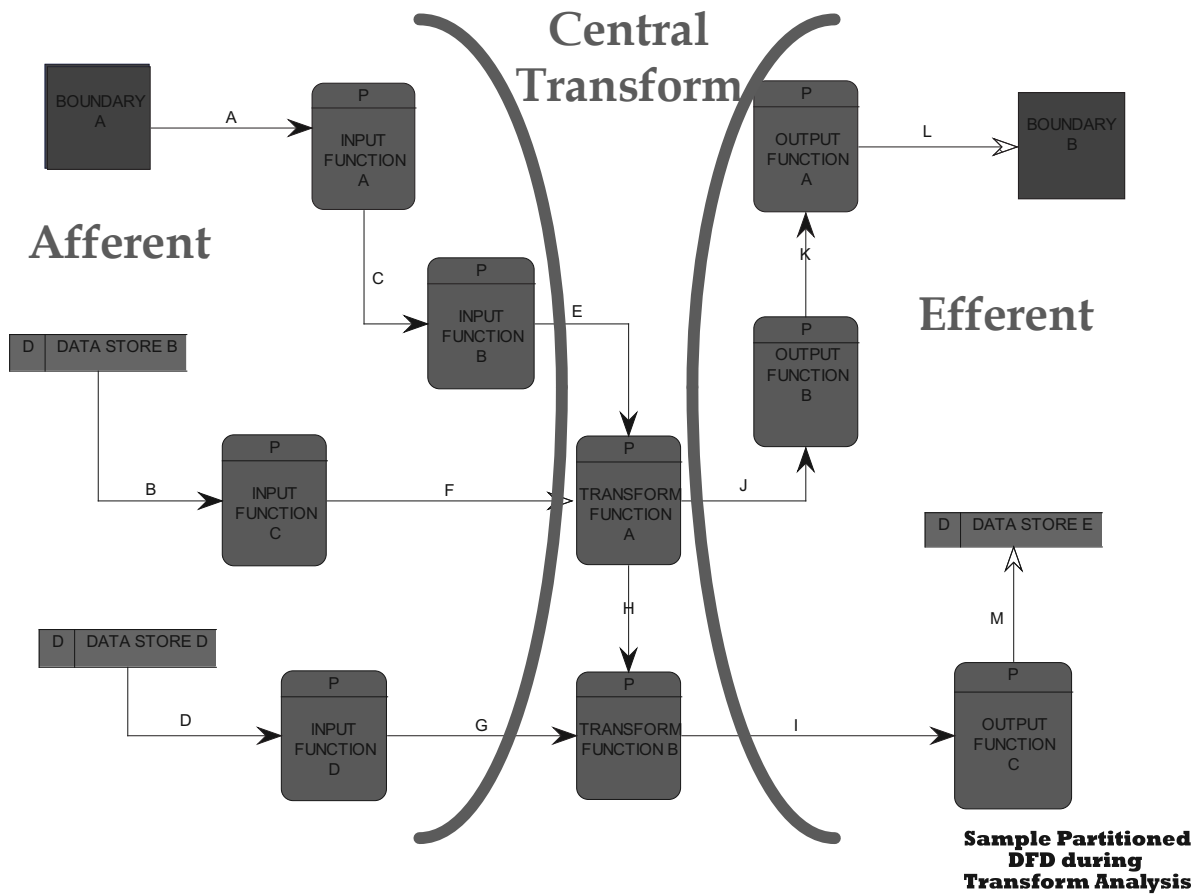 Central
Transform
BOUNDARY
A
A
P
INPUT
FUNCTION
A
P
OUTPUT
FUNCTION
A
L
BOUNDARY
B
Afferent
C
P
INPUT
FUNCTION
B
E
K
Efferent
D DATA STORE B
P
OUTPUT
FUNCTION
B
B
P
INPUT
FUNCTION
C
F
P
TRANSFORM
FUNCTION
A
J
D DATA STORE E
H
M
D DATA STORE D
D
P
INPUT
FUNCTION
D
G
P
TRANSFORM
FUNCTION B
I
P
OUTPUT
FUNCTION
C
Sample Partitioned
DFD during
Transform Analysis